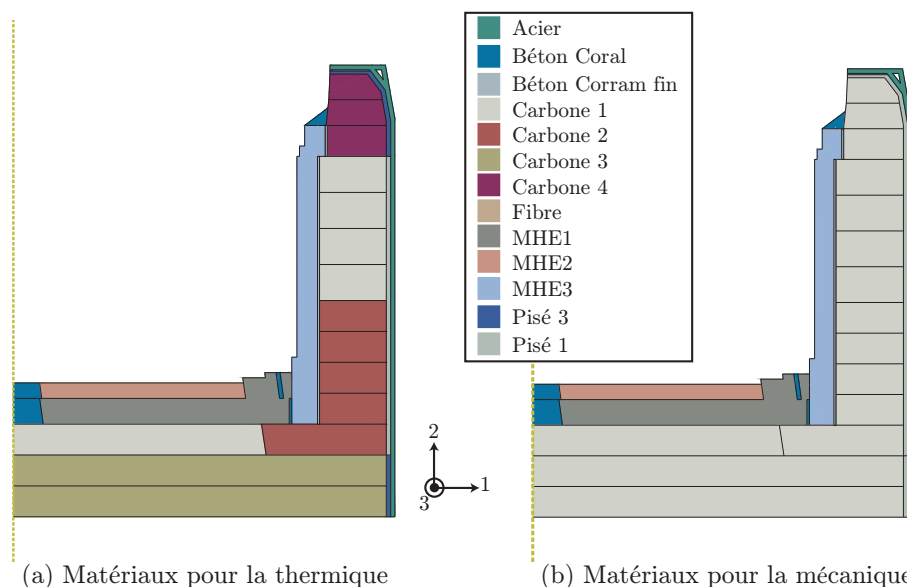 Acier
Béton Coral
Béton Corram fin
Carbone 1
Carbone 2
Carbone 3
Carbone 4
Fibre
MHE1
MHE2
MHE3
Pisé 3
Pisé 1
2
1
3
(a) Matériaux pour la thermique
(b) Matériaux pour la mécanique